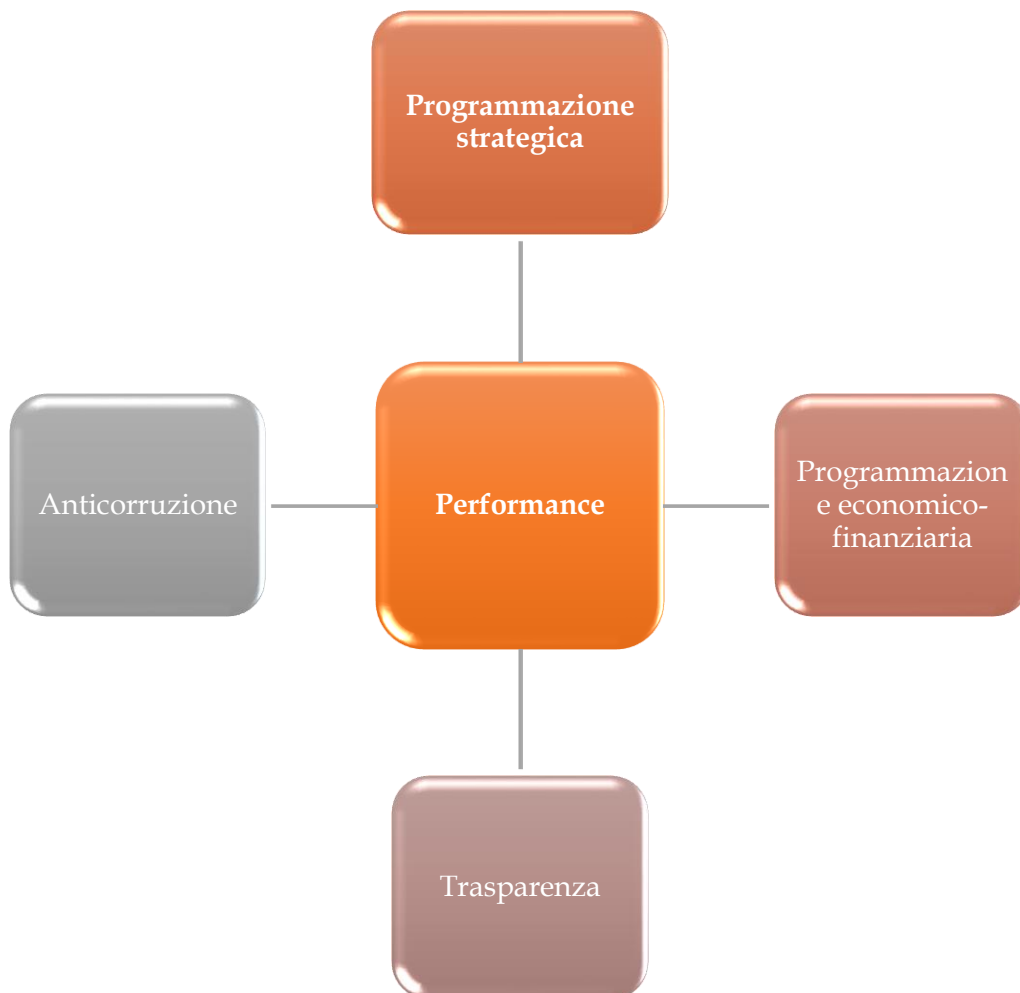 Programmazione
strategica
Anticorruzione
Performance
Programmazion
e economico-
finanziaria
Trasparenza